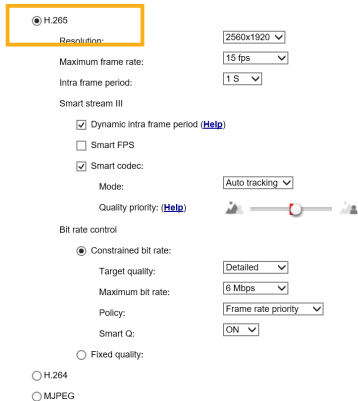 H.265
Resolution: 2560x1920
Maximum frame rate: 15 fps
Intra frame period: 1 S
Smart stream III
Dynamic intra frame period (Help)
Smart FPS
Smart codec:
Mode: Auto tracking
Quality priority: (Help)
Bit rate control
Constrained bit rate:
Target quality: Detailed
Maximum bit rate: 6 Mbps
Policy: Frame rate priority
Smart Q: ON
Fixed quality:
H.264
MJPEG